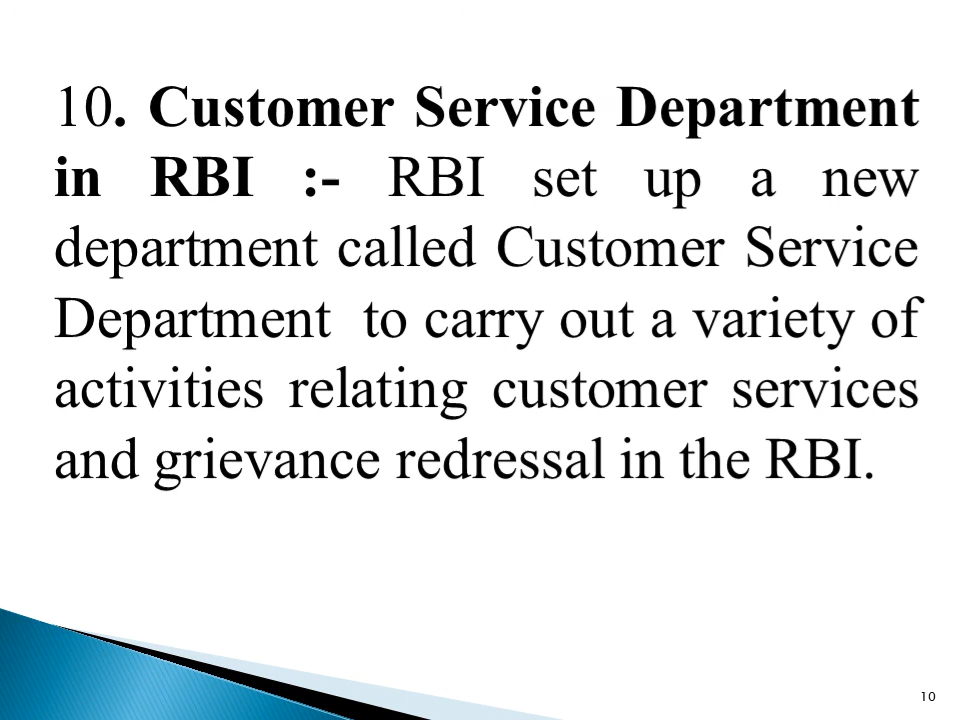 10. Customer Service Department
in RBI :- RBI set up a new
department called Customer Service
Department to carry out a variety of
activities relating customer services
and grievance redressal in the RBI.
10